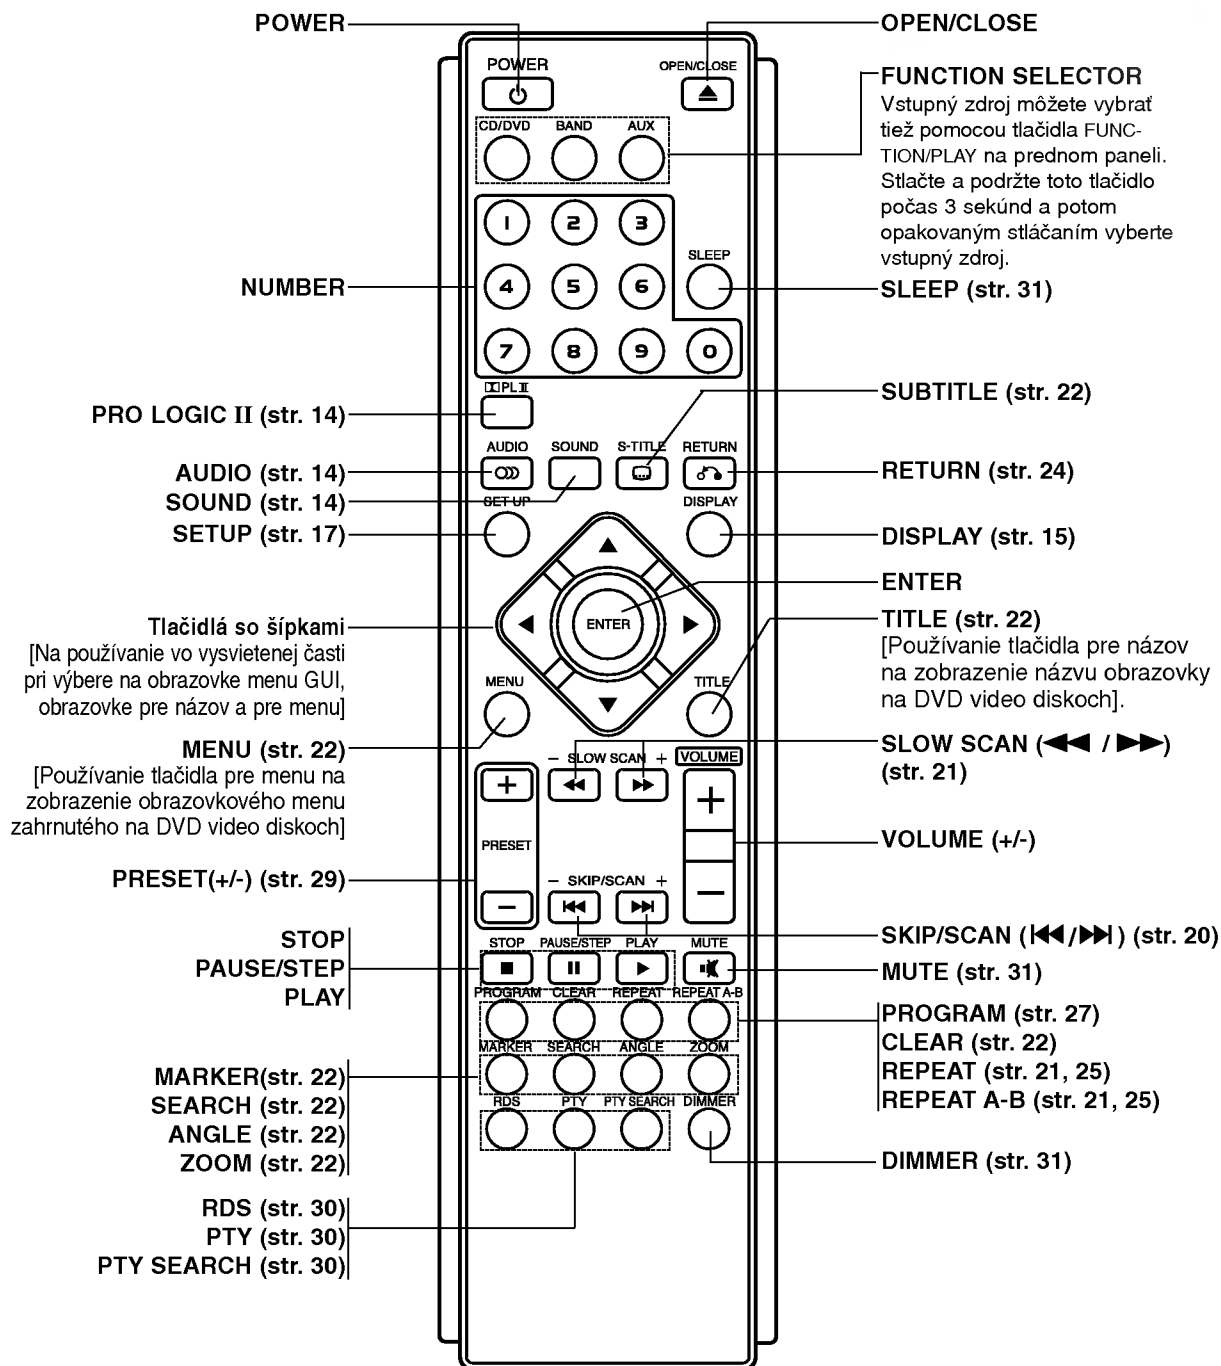 POWER
OPEN/CLOSE
POWER
OPEN/CLOSE
FUNCTION SELECTOR
Vstupný zdroj môžete vybrať
tiež pomocou tlačidla FUNC-
TION/PLAY na prednom paneli.
Stlačte a podržte toto tlačidlo
počas 3 sekúnd a potom
opakovaným stláčaním vyberte
vstupný zdroj.
CD/DVD BAND AUX
1 2 3
SLEEP
SLEEP (str. 31)
NUMBER
4 5 6
7 8 9 0
PL II
SUBTITLE (str. 22)
PRO LOGIC II (str. 14)
AUDIO SOUND S-TITLE RETURN
AUDIO (str. 14)
RETURN (str. 24)
SOUND (str. 14)
SET UP DISPLAY
SETUP (str. 17)
DISPLAY (str. 15)
ENTER
ENTER
Tlačidlá so šípkami
[Na používanie vo vysvietenej časti
pri výbere na obrazovke menu GUI,
obrazovke pre názov a pre menu]
TITLE (str. 22)
[Používanie tlačidla pre názov
na zobrazenie názvu obrazovky
na DVD video diskoch].
MENU TITLE
MENU (str. 22)
[Používanie tlačidla pre menu na
zobrazenie obrazovkového menu
zahrnutého na DVD video diskoch]
SLOW SCAN (◀◀ / ▶▶)
(str. 21)
– SLOW SCAN + VOLUME
+ +
PRESET
VOLUME (+/-)
PRESET(+/-) (str. 29)
– SKIP/SCAN +
– –
SKIP/SCAN (|◀◀/▶▶|) (str. 20)
STOP
PAUSE/STEP
PLAY
STOP PAUSE/STEP PLAY MUTE
MUTE (str. 31)
PROGRAM CLEAR REPEAT REPEAT A-B
PROGRAM (str. 27)
CLEAR (str. 22)
REPEAT (str. 21, 25)
REPEAT A-B (str. 21, 25)
MARKER SEARCH ANGLE ZOOM
MARKER(str. 22)
SEARCH (str. 22)
ANGLE (str. 22)
ZOOM (str. 22)
RDS PTY PTY SEARCH DIMMER
DIMMER (str. 31)
RDS (str. 30)
PTY (str. 30)
PTY SEARCH (str. 30)